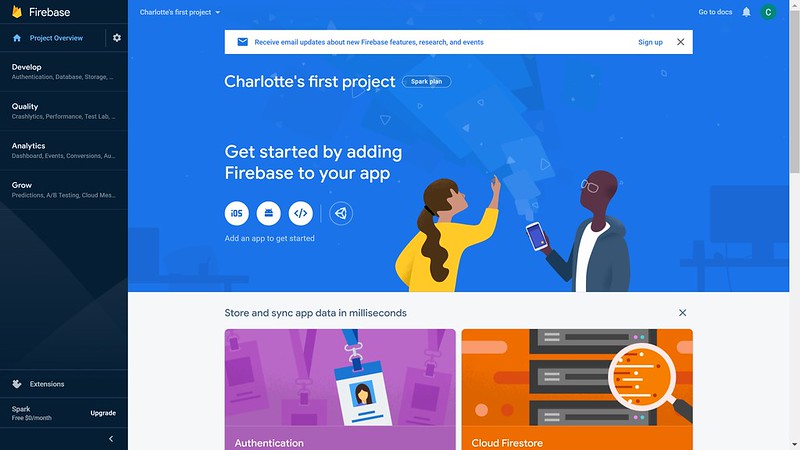 Firebase
Project Overview
Develop
Authentication, Database, Storage, ...
Quality
Crashlytics, Performance, Test Lab, ...
Analytics
Dashboard, Events, Conversions, Au...
Grow
Predictions, A/B Testing, Cloud Mes...
Extensions
Spark
Free $0/month
Upgrade
Charlotte's first project
Go to docs
C
Receive email updates about new Firebase features, research, and events
Sign up
Charlotte's first project
Spark plan
Get started by adding
Firebase to your app
iOS
Add an app to get started
Store and sync app data in milliseconds
Authentication
Cloud Firestore